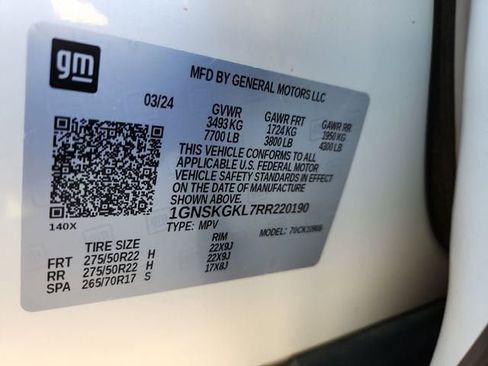 gm
MFD BY GENERAL MOTORS LLC
03/24
GVWR GAWR FRT GAWR RR
3493 KG 1724 KG 1950 KG
7700 LB 3800 LB 4300 LB
THIS VEHICLE CONFORMS TO ALL
APPLICABLE U.S. FEDERAL MOTOR
VEHICLE SAFETY STANDARDS IN EFFECT
ON THE DATE OF MANUFACTURE
SHOWN ABOVE.
1GNSKGKL7RR220190
140X
TYPE: MPV MODEL:
TIRE SIZE RIM
FRT 275/50R22 H 22X9J
RR 275/50R22 H 22X9J
SPA 265/70R17 S 17X8J